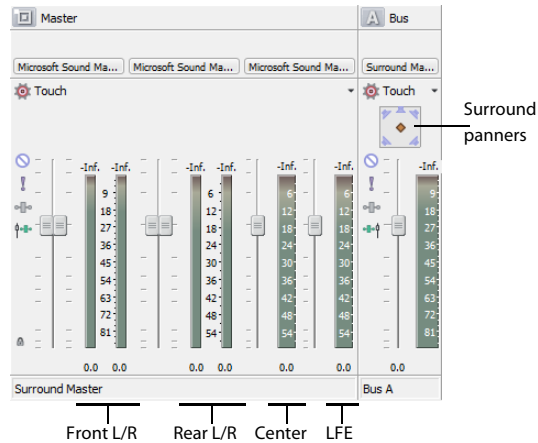 Master
A Bus
Microsoft Sound Ma... Microsoft Sound Ma... Microsoft Sound Ma... Surround Ma...
Touch Touch
Surround
panners
-Inf. -Inf. -Inf. -Inf. -Inf. -Inf. -Inf.
9 6 6 6 9
18 12 12 12 18
27 18 18 18 27
36 24 24 24 36
45 30 30 30 45
54 36 36 36 54
63 42 42 42 63
72 48 48 48 72
81 54 54 54 81
0.0 0.0 0.0 0.0 0.0 0.0 0.0
Surround Master Bus A
Front L/R Rear L/R Center LFE